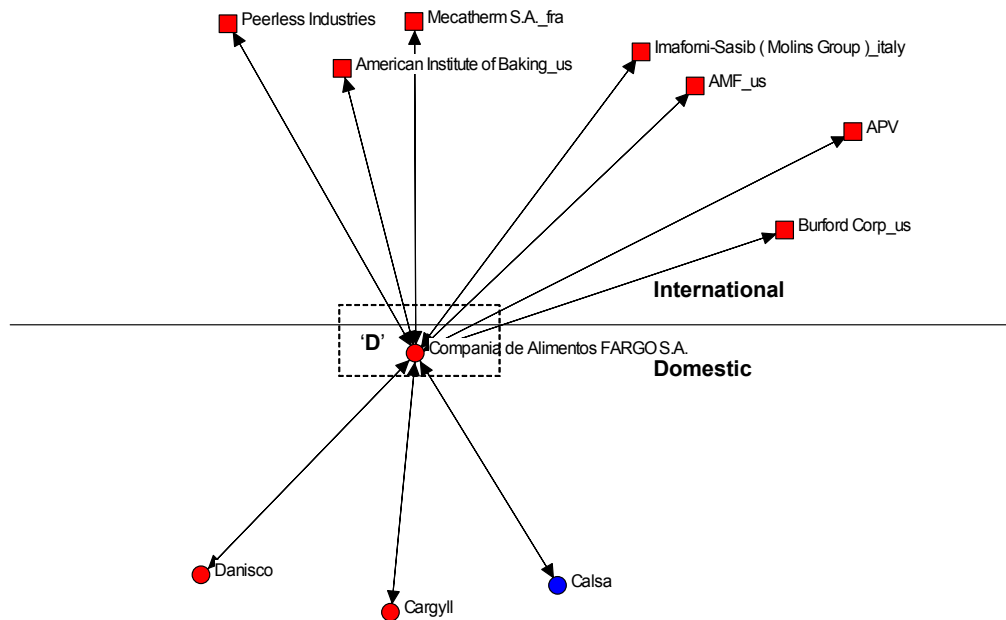 Peerless Industries
Mecatherm S.A._fra
American Institute of Baking_us
Imaforni-Sasib ( Molins Group )_italy
AMF_us
APV
Burford Corp_us
International
'D'
Compania de Alimentos FARGO S.A.
Domestic
Danisco
Cargyll
Calsa